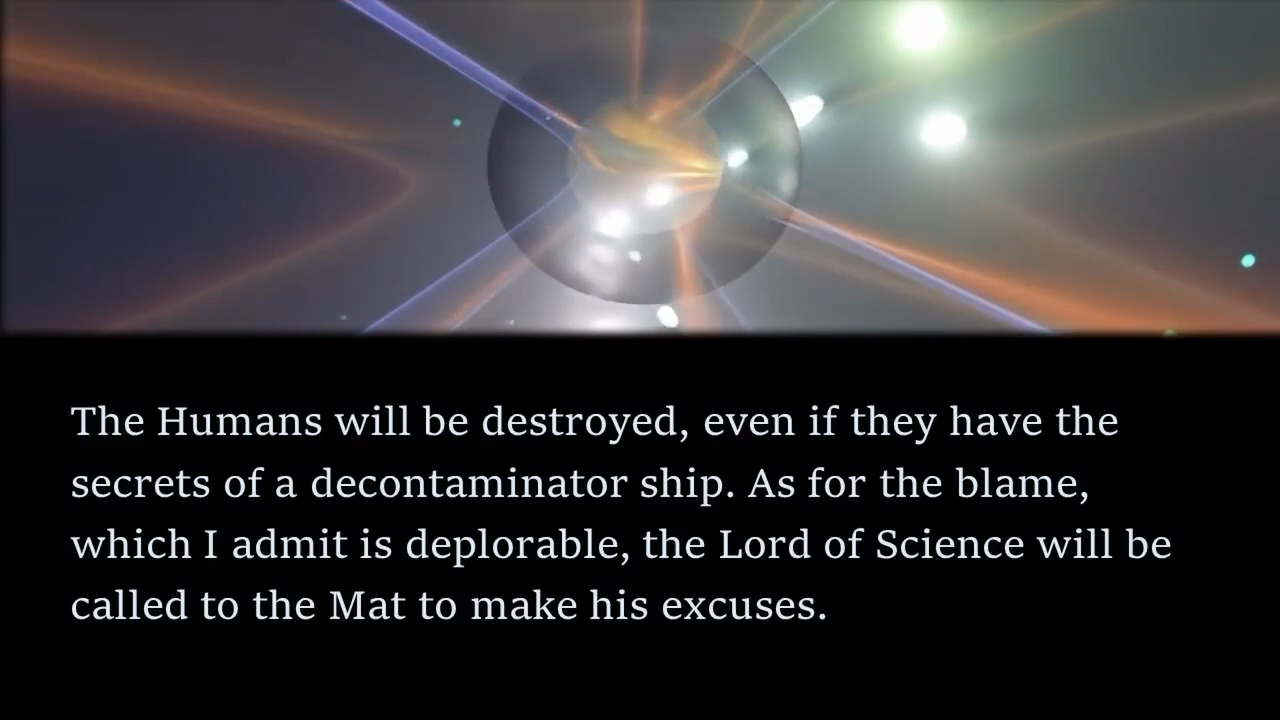 The Humans will be destroyed, even if they have the
secrets of a decontaminator ship. As for the blame,
which I admit is deplorable, the Lord of Science will be
called to the Mat to make his excuses.